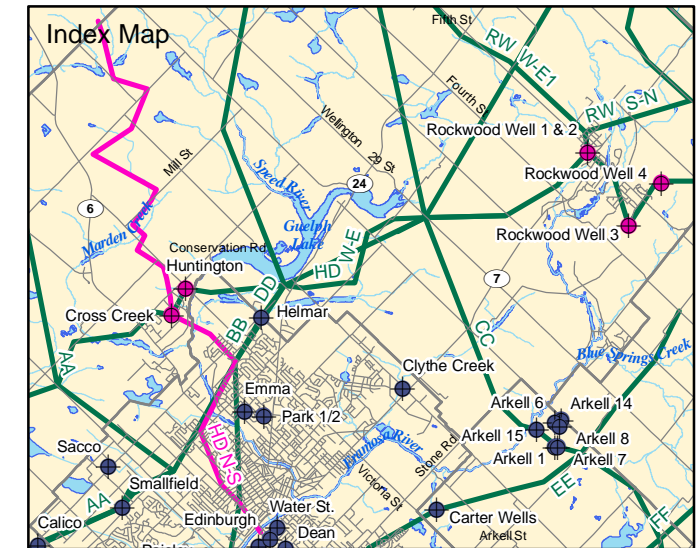 Index Map
Fifth St
RW W-E1
Fourth St
RW S-N
Rockwood Well 1 & 2
Wellington
29 St
Mill St
Rockwood Well 4
24
Speed River
6
Marden Creek
Guelph
Lake
Rockwood Well 3
Conservation Rd
HD W-E
Huntington
7
DD
Cross Creek
Helmar
BB
CC
Blue Springs Creek
AA
Clythe Creek
Emma
Park 1/2
Arkell 6
Arkell 14
Arkell 15
Arkell 8
Eramosa River
HD N-S
Stone Rd
Arkell 1
Arkell 7
Sacco
Victoria St
EE
Smallfield
AA
Water St.
Carter Wells
FF
Edinburgh
Dean
Arkell St
Calico